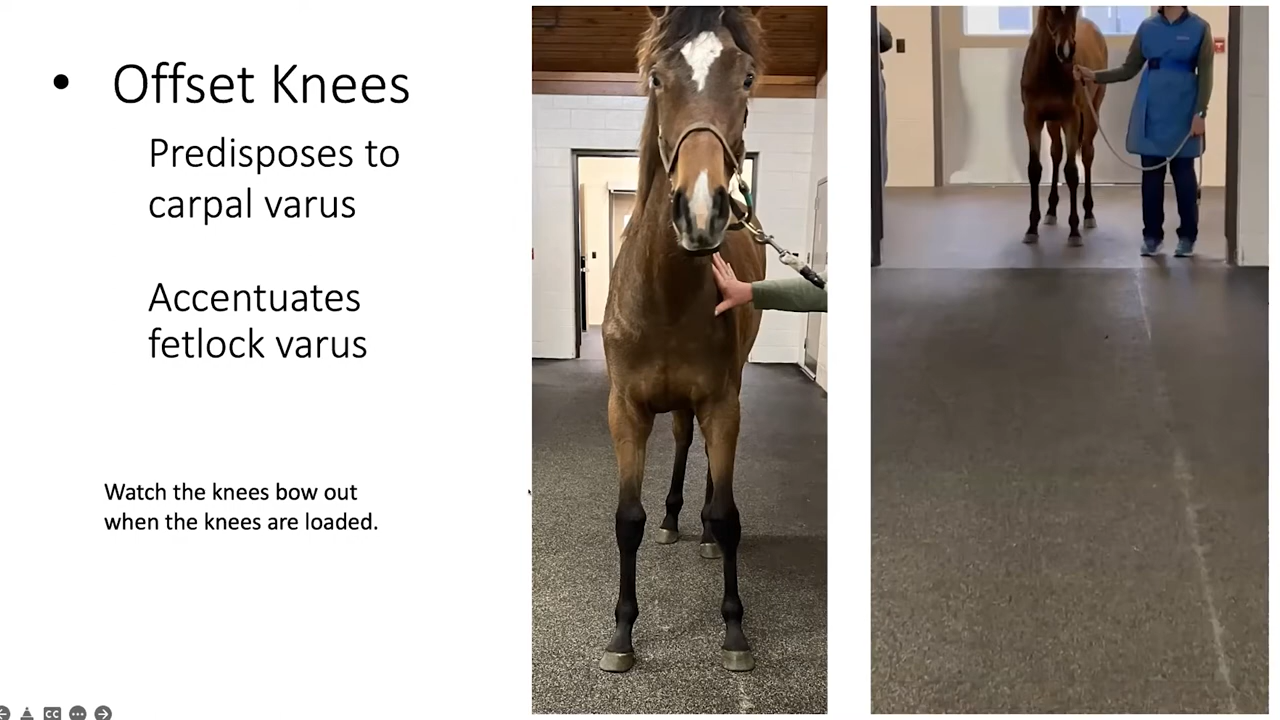 • Offset Knees
Predisposes to
carpal varus
Accentuates
fetlock varus
Watch the knees bow out
when the knees are loaded.
CC